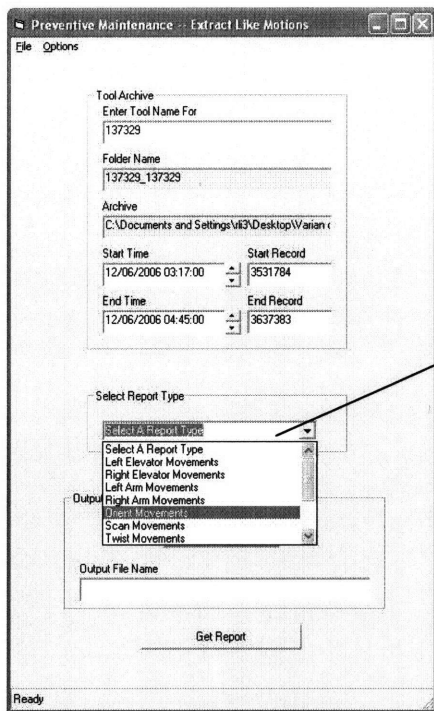 Preventive Maintenance -- Extract Like Motions
File Options
Tool Archive
Enter Tool Name For
137329
Folder Name
137329_137329
Archive
C:\Documents and Settings\rli3\Desktop\Varian
Start Time Start Record
12/06/2006 03:17:00 3531784
End Time End Record
12/06/2006 04:45:00 3637383
Select Report Type
Select A Report Type
Select A Report Type
Left Elevator Movements
Right Elevator Movements
Left Arm Movements
Right Arm Movements
Orient Movements
Scan Movements
Twist Movements
Output File Name
Get Report
Ready